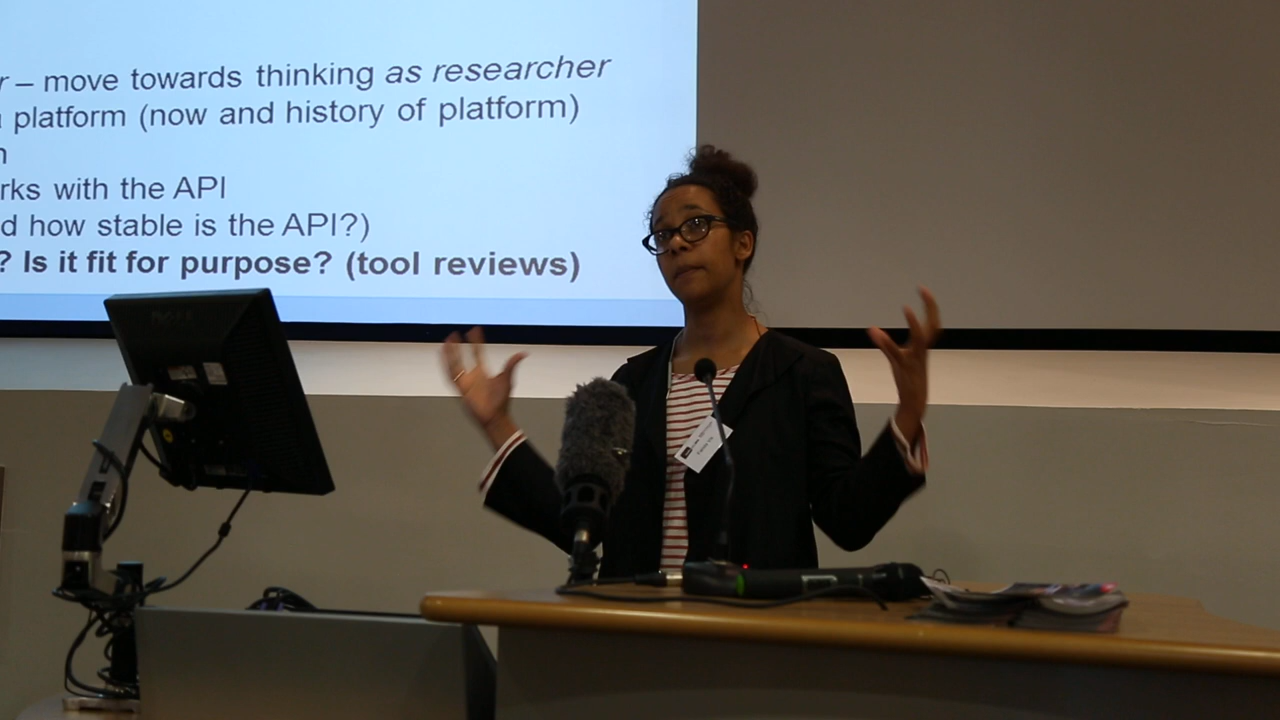 r – move towards thinking as researcher
a platform (now and history of platform)
n
rks with the API
d how stable is the API?)
? Is it fit for purpose? (tool reviews)